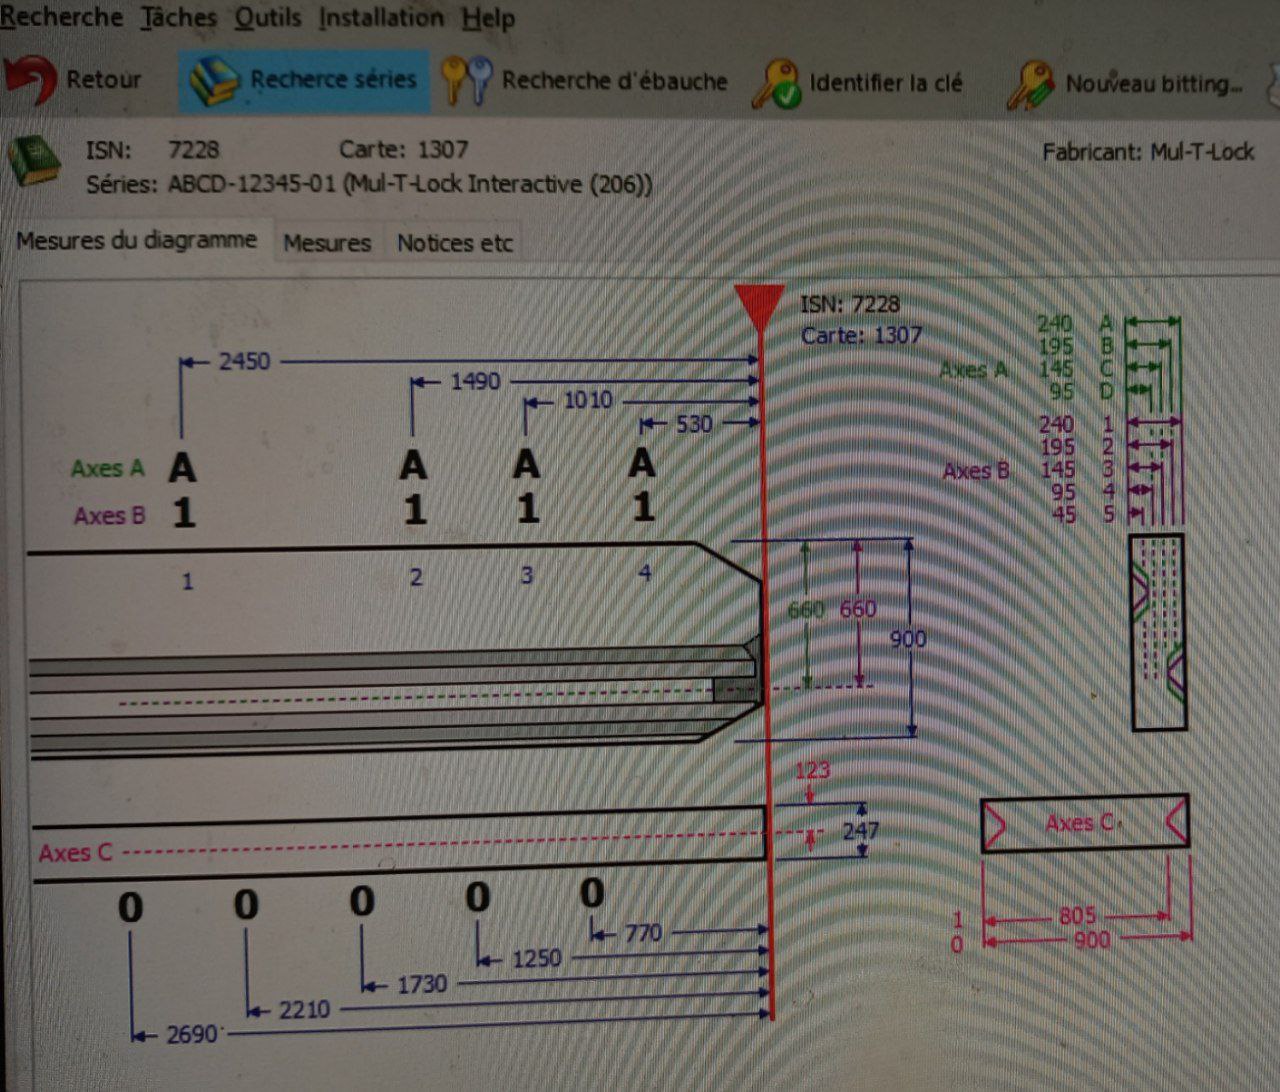 Recherche Tâches Outils Installation Help
Retour Recherce séries Recherche d'ébauche Identifier la clé Nouveau bitting...
ISN: 7228 Carte: 1307 Fabricant: Mul-T-Lock
Séries: ABCD-12345-01 (Mul-T-Lock Interactive (206))
Mesures du diagramme Mesures Notices etc
ISN: 7228
Carte: 1307
2450
1490
1010
530
Axes A A A A A
Axes B 1 1 1 1
1 2 3 4
Axes A
240 A
195 B
145 C
95 D
Axes B
240 1
195 2
145 3
95 4
45 5
660 660
900
123
247
Axes C
0 0 0 0 0
770
1250
1730
2210
2690
Axes C
1 805
0 900